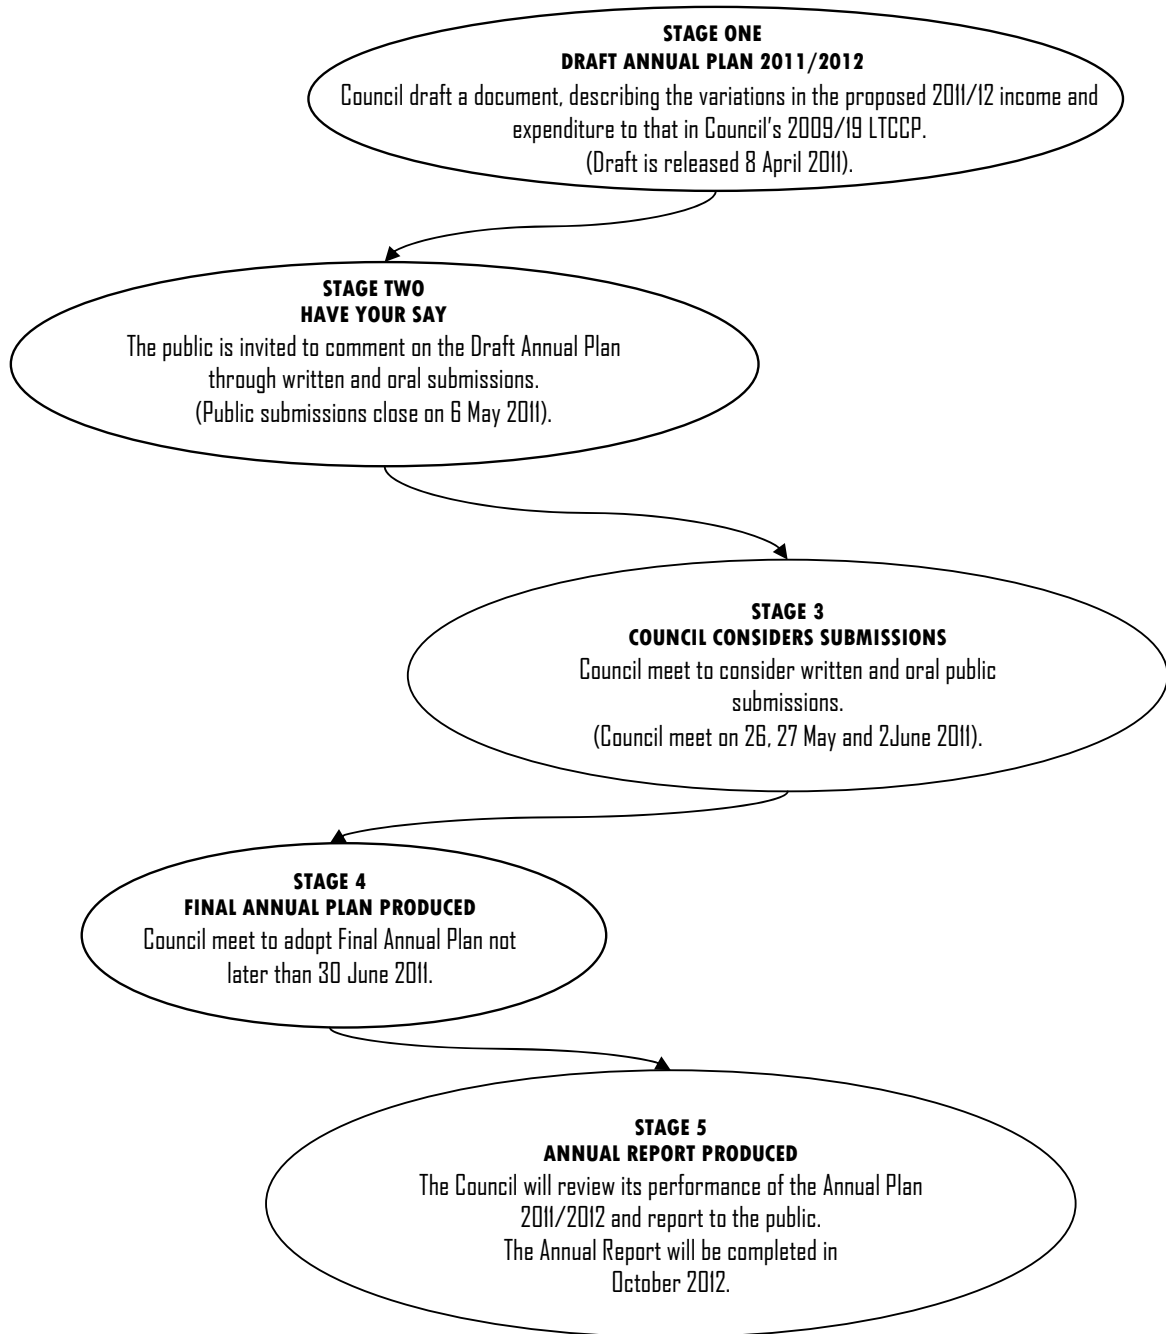 STAGE ONE
DRAFT ANNUAL PLAN 2011/2012
Council draft a document, describing the variations in the proposed 2011/12 income and
expenditure to that in Council's 2009/19 LTCCP.
(Draft is released 8 April 2011).
STAGE TWO
HAVE YOUR SAY
The public is invited to comment on the Draft Annual Plan
through written and oral submissions.
(Public submissions close on 6 May 2011).
STAGE 3
COUNCIL CONSIDERS SUBMISSIONS
Council meet to consider written and oral public
submissions.
(Council meet on 26, 27 May and 2June 2011).
STAGE 4
FINAL ANNUAL PLAN PRODUCED
Council meet to adopt Final Annual Plan not
later than 30 June 2011.
STAGE 5
ANNUAL REPORT PRODUCED
The Council will review its performance of the Annual Plan
2011/2012 and report to the public.
The Annual Report will be completed in
October 2012.